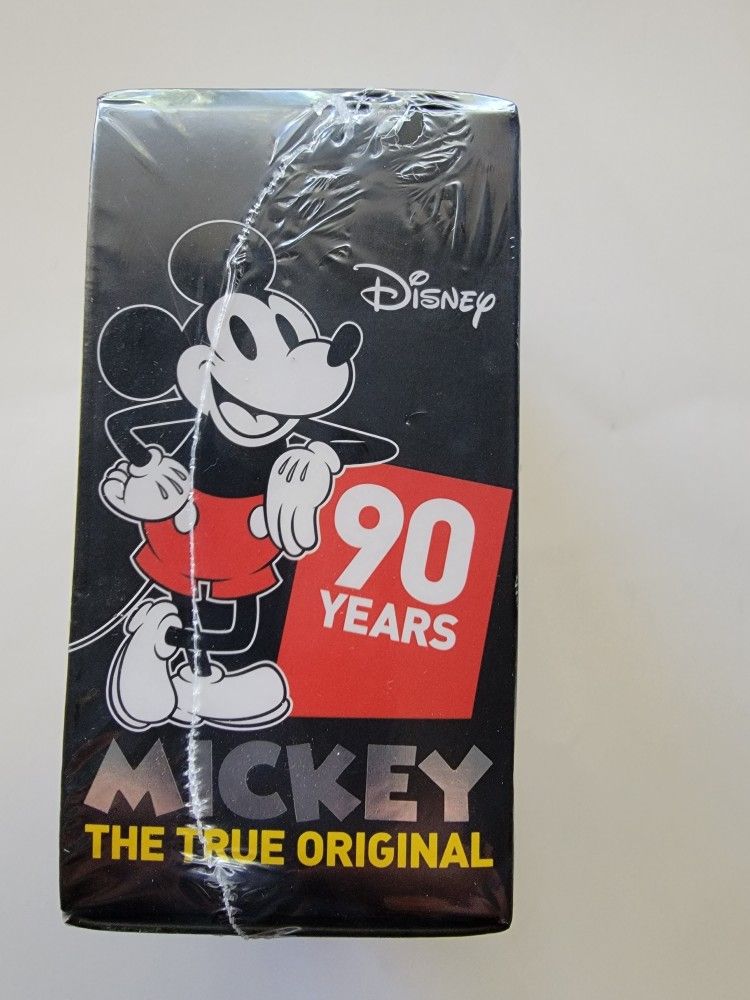 Disney
90
YEARS
MICKEY
THE TRUE ORIGINAL